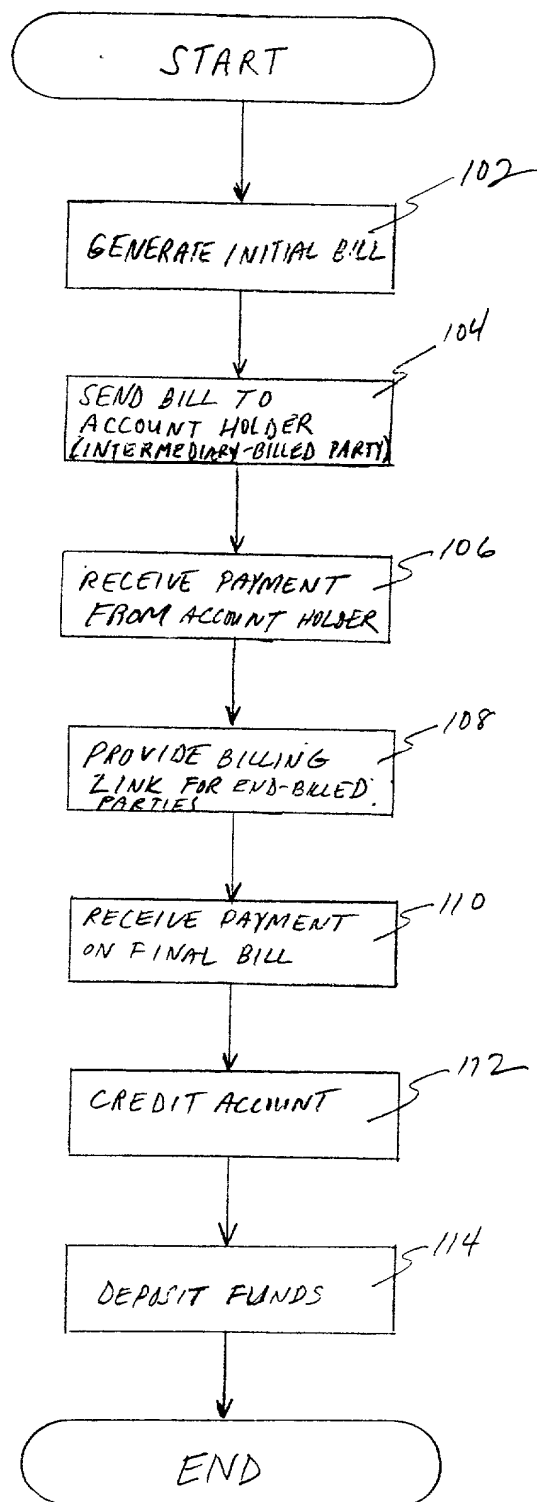 START
102
GENERATE INITIAL BILL
104
SEND BILL TO
ACCOUNT HOLDER
(INTERMEDIARY-BILLED PARTY)
106
RECEIVE PAYMENT
FROM ACCOUNT HOLDER
108
PROVIDE BILLING
LINK FOR END-BILLED
PARTIES
110
RECEIVE PAYMENT
ON FINAL BILL
112
CREDIT ACCOUNT
114
DEPOSIT FUNDS
END